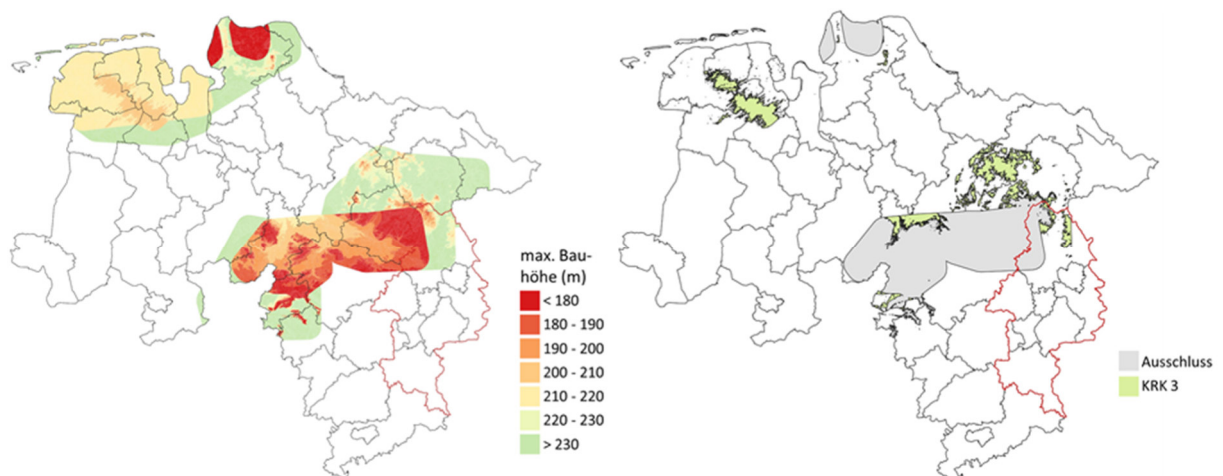 max. Bau-
höhe (m)
< 180
180 - 190
190 - 200
200 - 210
210 - 220
220 - 230
> 230
Ausschluss
KRK 3